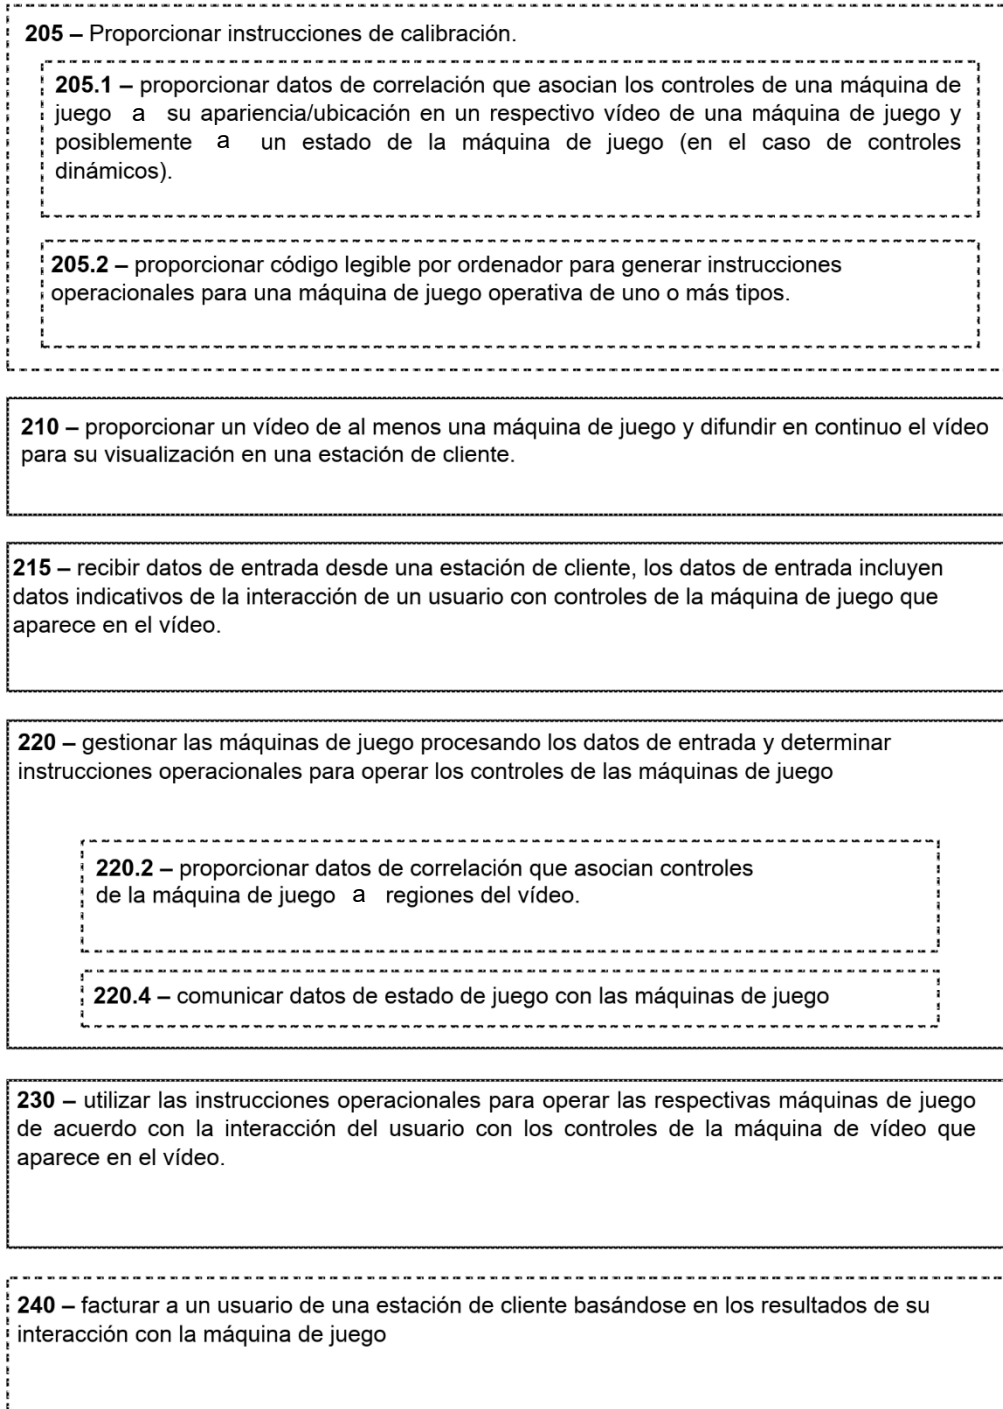 205 – Proporcionar instrucciones de calibración.
205.1 – proporcionar datos de correlación que asocian los controles de una máquina de
juego a su apariencia/ubicación en un respectivo vídeo de una máquina de juego y
posiblemente a un estado de la máquina de juego (en el caso de controles
dinámicos).
205.2 – proporcionar código legible por ordenador para generar instrucciones
operacionales para una máquina de juego operativa de uno o más tipos.
210 – proporcionar un vídeo de al menos una máquina de juego y difundir en continuo el vídeo
para su visualización en una estación de cliente.
215 – recibir datos de entrada desde una estación de cliente, los datos de entrada incluyen
datos indicativos de la interacción de un usuario con controles de la máquina de juego que
aparece en el vídeo.
220 – gestionar las máquinas de juego procesando los datos de entrada y determinar
instrucciones operacionales para operar los controles de las máquinas de juego
220.2 – proporcionar datos de correlación que asocian controles
de la máquina de juego a regiones del vídeo.
220.4 – comunicar datos de estado de juego con las máquinas de juego
230 – utilizar las instrucciones operacionales para operar las respectivas máquinas de juego
de acuerdo con la interacción del usuario con los controles de la máquina de vídeo que
aparece en el vídeo.
240 – facturar a un usuario de una estación de cliente basándose en los resultados de su
interacción con la máquina de juego